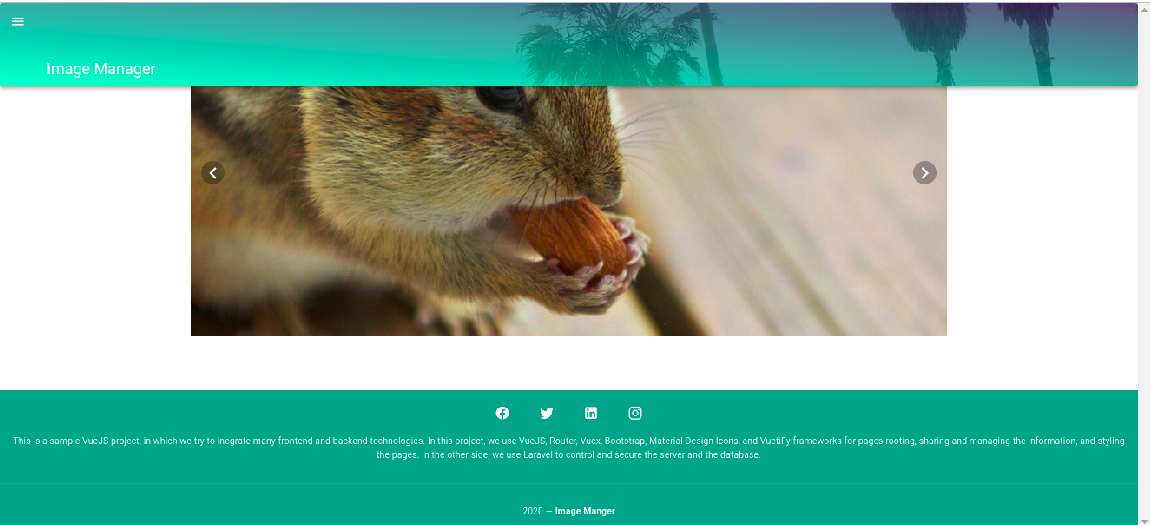 Image Manager
This is a sample VueJS project, in which we try to inegrate many frontend and backend technologies. In this project, we use VueJS, Router, Vuex, Bootstrap, Material Design Icons, and Vuetify frameworks for pages rooting, sharing and managing the information, and styling
the pages. In the other side, we use Laravel to control and secure the server and the database.
2020 — Image Manger